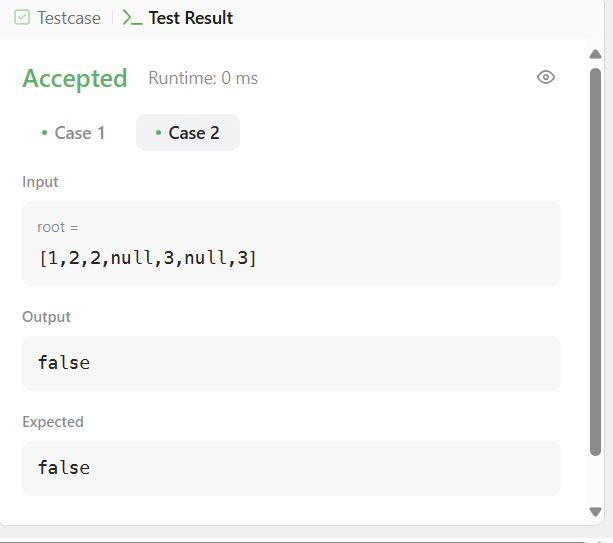 Testcase
Test Result
Accepted Runtime: 0 ms
• Case 1 • Case 2
Input
root =
[1,2,2,null,3,null,3]
Output
false
Expected
false